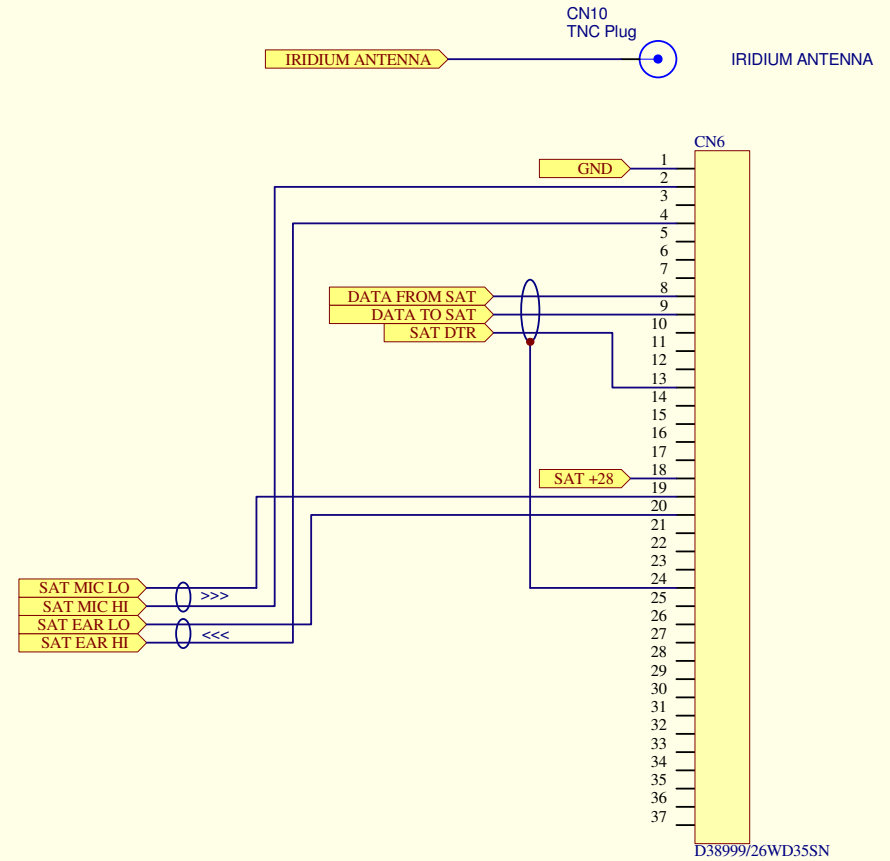 CN10
TNC Plug
IRIDIUM ANTENNA
IRIDIUM ANTENNA
CN6
1
GND
2
3
4
5
6
7
8
DATA FROM SAT
9
DATA TO SAT
10
SAT DTR
11
12
13
14
15
16
17
18
SAT +28
19
20
21
22
23
24
SAT MIC LO
>>>
25
SAT MIC HI
26
SAT EAR LO
<<<
27
SAT EAR HI
28
29
30
31
32
33
34
35
36
37
D38999/26WD35SN